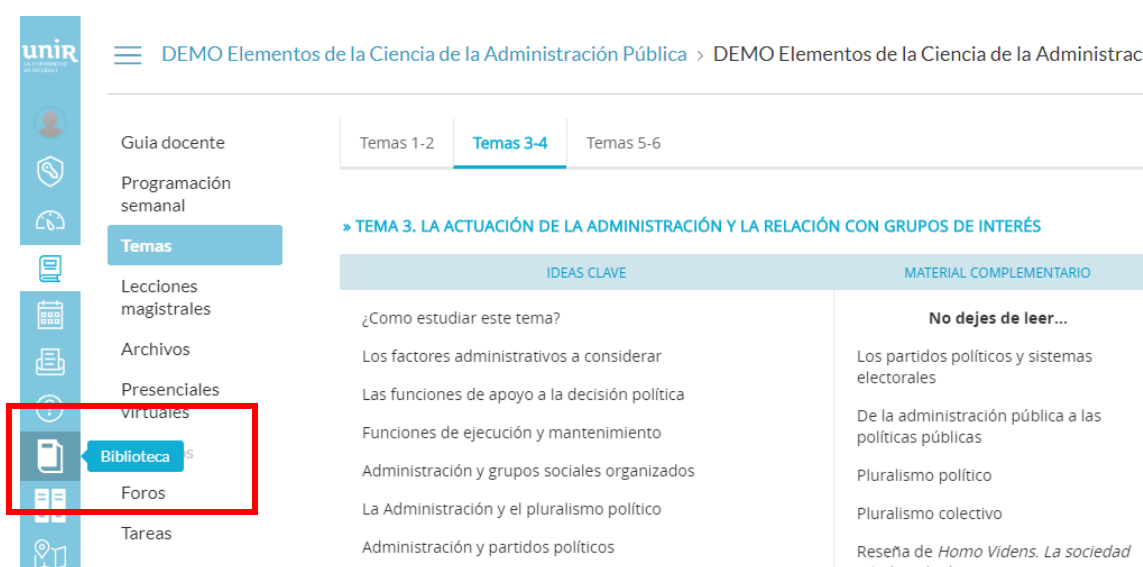 unir
DEMO Elementos de la Ciencia de la Administración Pública > DEMO Elementos de la Ciencia de la Administrac
Guia docente
Programación
semanal
Temas
Lecciones
magistrales
Archivos
Presenciales
virtuales
Biblioteca
Foros
Tareas
Temas 1-2
Temas 3-4
Temas 5-6
» TEMA 3. LA ACTUACIÓN DE LA ADMINISTRACIÓN Y LA RELACIÓN CON GRUPOS DE INTERÉS
IDEAS CLAVE
¿Como estudiar este tema?
Los factores administrativos a considerar
Las funciones de apoyo a la decisión política
Funciones de ejecución y mantenimiento
Administración y grupos sociales organizados
La Administración y el pluralismo político
Administración y partidos políticos
MATERIAL COMPLEMENTARIO
No dejes de leer...
Los partidos políticos y sistemas
electorales
De la administración pública a las
políticas públicas
Pluralismo político
Pluralismo colectivo
Reseña de Homo Videns. La sociedad